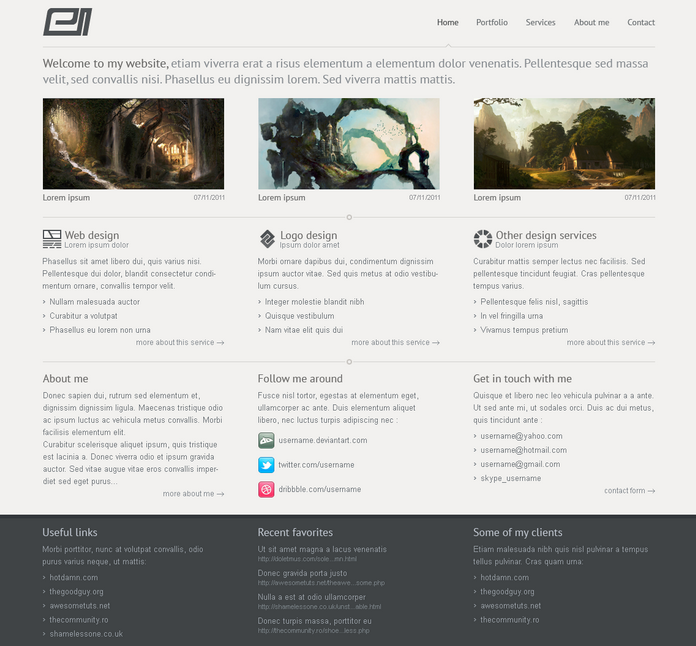 Home Portfolio Services About me Contact
Welcome to my website, etiam viverra erat a risus elementum a elementum dolor venenatis. Pellentesque sed massa
velit, sed convallis nisi. Phasellus eu dignissim lorem. Sed viverra mattis mattis.
Lorem ipsum 07/11/2011
Lorem ipsum 07/11/2011
Lorem ipsum 07/11/2011
Web design
Lorem ipsum dolor
Phasellus sit amet libero dui, quis varius nisi.
Pellentesque dui dolor, blandit consectetur condi-
mentum ornare, convallis tempor velit.
› Nullam malesuada auctor
› Curabitur a volutpat
› Phasellus eu lorem non urna
more about this service →
Logo design
Ipsum dolor amet
Morbi ornare dapibus dui, condimentum dignissim
ipsum auctor vitae. Sed quis metus at odio vestibu-
lum cursus.
› Integer molestie blandit nibh
› Quisque vestibulum
› Nam vitae elit quis dui
more about this service →
Other design services
Dolor lorem ipsum
Curabitur mattis semper lectus nec facilisis. Sed
pellentesque tincidunt feugiat. Cras pellentesque
tempus varius.
› Pellentesque felis nisl, sagittis
› In vel fringilla urna
› Vivamus tempus pretium
more about this service →
About me
Donec sapien dui, rutrum sed elementum et,
dignissim dignissim ligula. Maecenas tristique odio
ac ipsum luctus ac vehicula metus convallis. Morbi
facilisis elementum elit.
Curabitur scelerisque aliquet ipsum, quis tristique
est lacinia a. Donec viverra odio et ipsum gravida
auctor. Sed vitae augue vitae eros convallis imper-
diet sed eget purus...
more about me →
Follow me around
Fusce nisl tortor, egestas at elementum eget,
ullamcorper ac ante. Duis elementum aliquet
libero, nec luctus turpis adipiscing nec :
username.deviantart.com
twitter.com/username
dribbble.com/username
Get in touch with me
Quisque et libero nec leo vehicula pulvinar a a ante.
Ut sed ante mi, ut sodales orci. Duis ac dui metus,
quis tincidunt ante :
› username@yahoo.com
› username@hotmail.com
› username@gmail.com
› skype_username
contact form →
Useful links
Morbi porttitor, nunc at volutpat convallis, odio
purus varius neque, ut mattis:
› hotdamn.com
› thegoodguy.org
› awesometuts.net
› thecommunity.ro
› shamelessone.co.uk
Recent favorites
Ut sit amet magna a lacus venenatis
http://idoletmus.com/sole...mn.html
Donec gravida porta justo
http://awesometuts.net/theawe...some.php
Nulla a est at odio ullamcorper
http://shamelessone.co.uk/unst...able.html
Donec turpis massa, porttitor eu
http://thecommunity.ro/shoe...less.php
Some of my clients
Etiam malesuada nibh quis nisl pulvinar a tempus
tellus pulvinar. Cras quam urna:
› hotdamn.com
› thegoodguy.org
› awesometuts.net
› thecommunity.ro